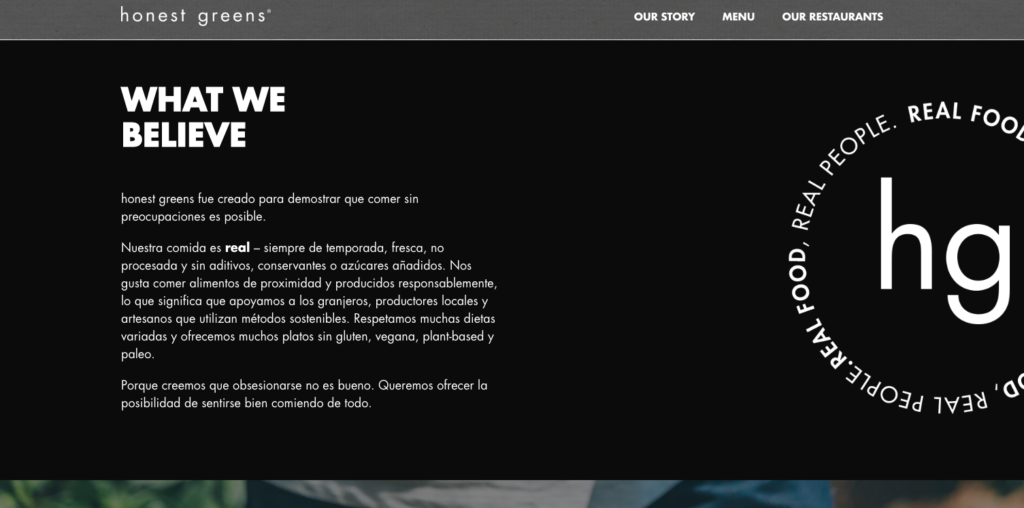 honest greens®
OUR STORY
MENU
OUR RESTAURANTS
WHAT WE
BELIEVE
honest greens fue creado para demostrar que comer sin
preocupaciones es posible.
Nuestra comida es real – siempre de temporada, fresca, no
procesada y sin aditivos, conservantes o azúcares añadidos. Nos
gusta comer alimentos de proximidad y producidos responsablemente,
lo que significa que apoyamos a los granjeros, productores locales y
artesanos que utilizan métodos sostenibles. Respetamos muchas dietas
variadas y ofrecemos muchos platos sin gluten, vegana, plant-based y
paleo.
Porque creemos que obsesionarse no es bueno. Queremos ofrecer la
posibilidad de sentirse bien comiendo de todo.
REAL PEOPLE.REAL FOOD, REAL PEOPLE. REAL FOOD
OD, REAL
hg